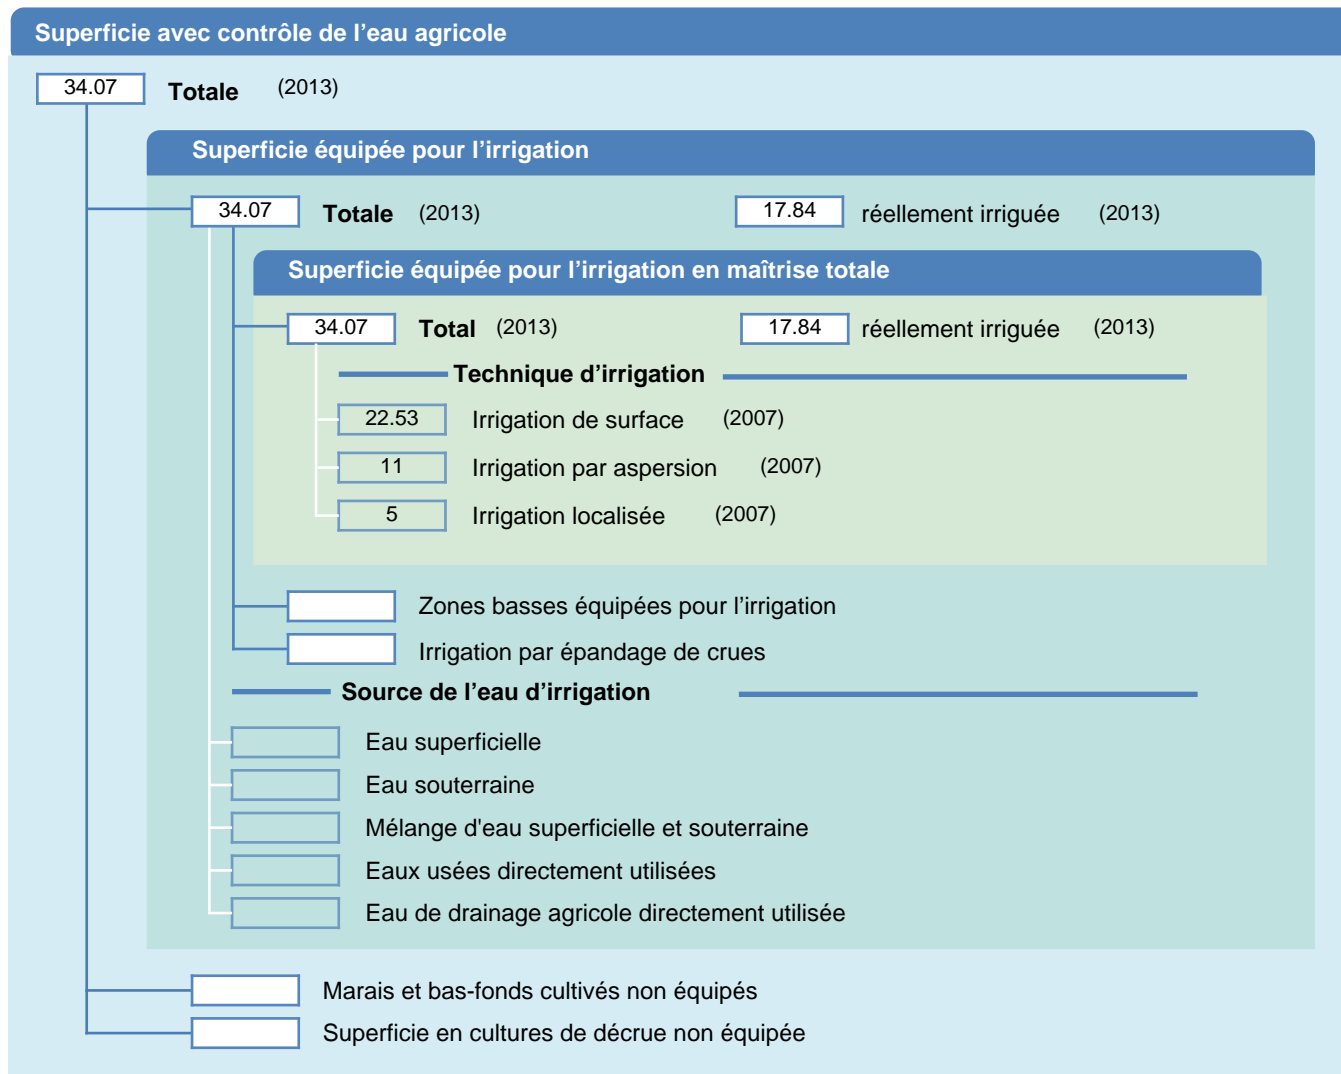 Superficie avec contrôle de l’eau agricole
34.07 Totale (2013)
Superficie équipée pour l’irrigation
34.07 Totale (2013) 17.84 réellement irriguée (2013)
Superficie équipée pour l’irrigation en maîtrise totale
34.07 Total (2013) 17.84 réellement irriguée (2013)
Technique d’irrigation
22.53 Irrigation de surface (2007)
11 Irrigation par aspersion (2007)
5 Irrigation localisée (2007)
Zones basses équipées pour l’irrigation
Irrigation par épandage de crues
Source de l’eau d’irrigation
Eau superficielle
Eau souterraine
Mélange d'eau superficielle et souterraine
Eaux usées directement utilisées
Eau de drainage agricole directement utilisée
Marais et bas-fonds cultivés non équipés
Superficie en cultures de décrue non équipée